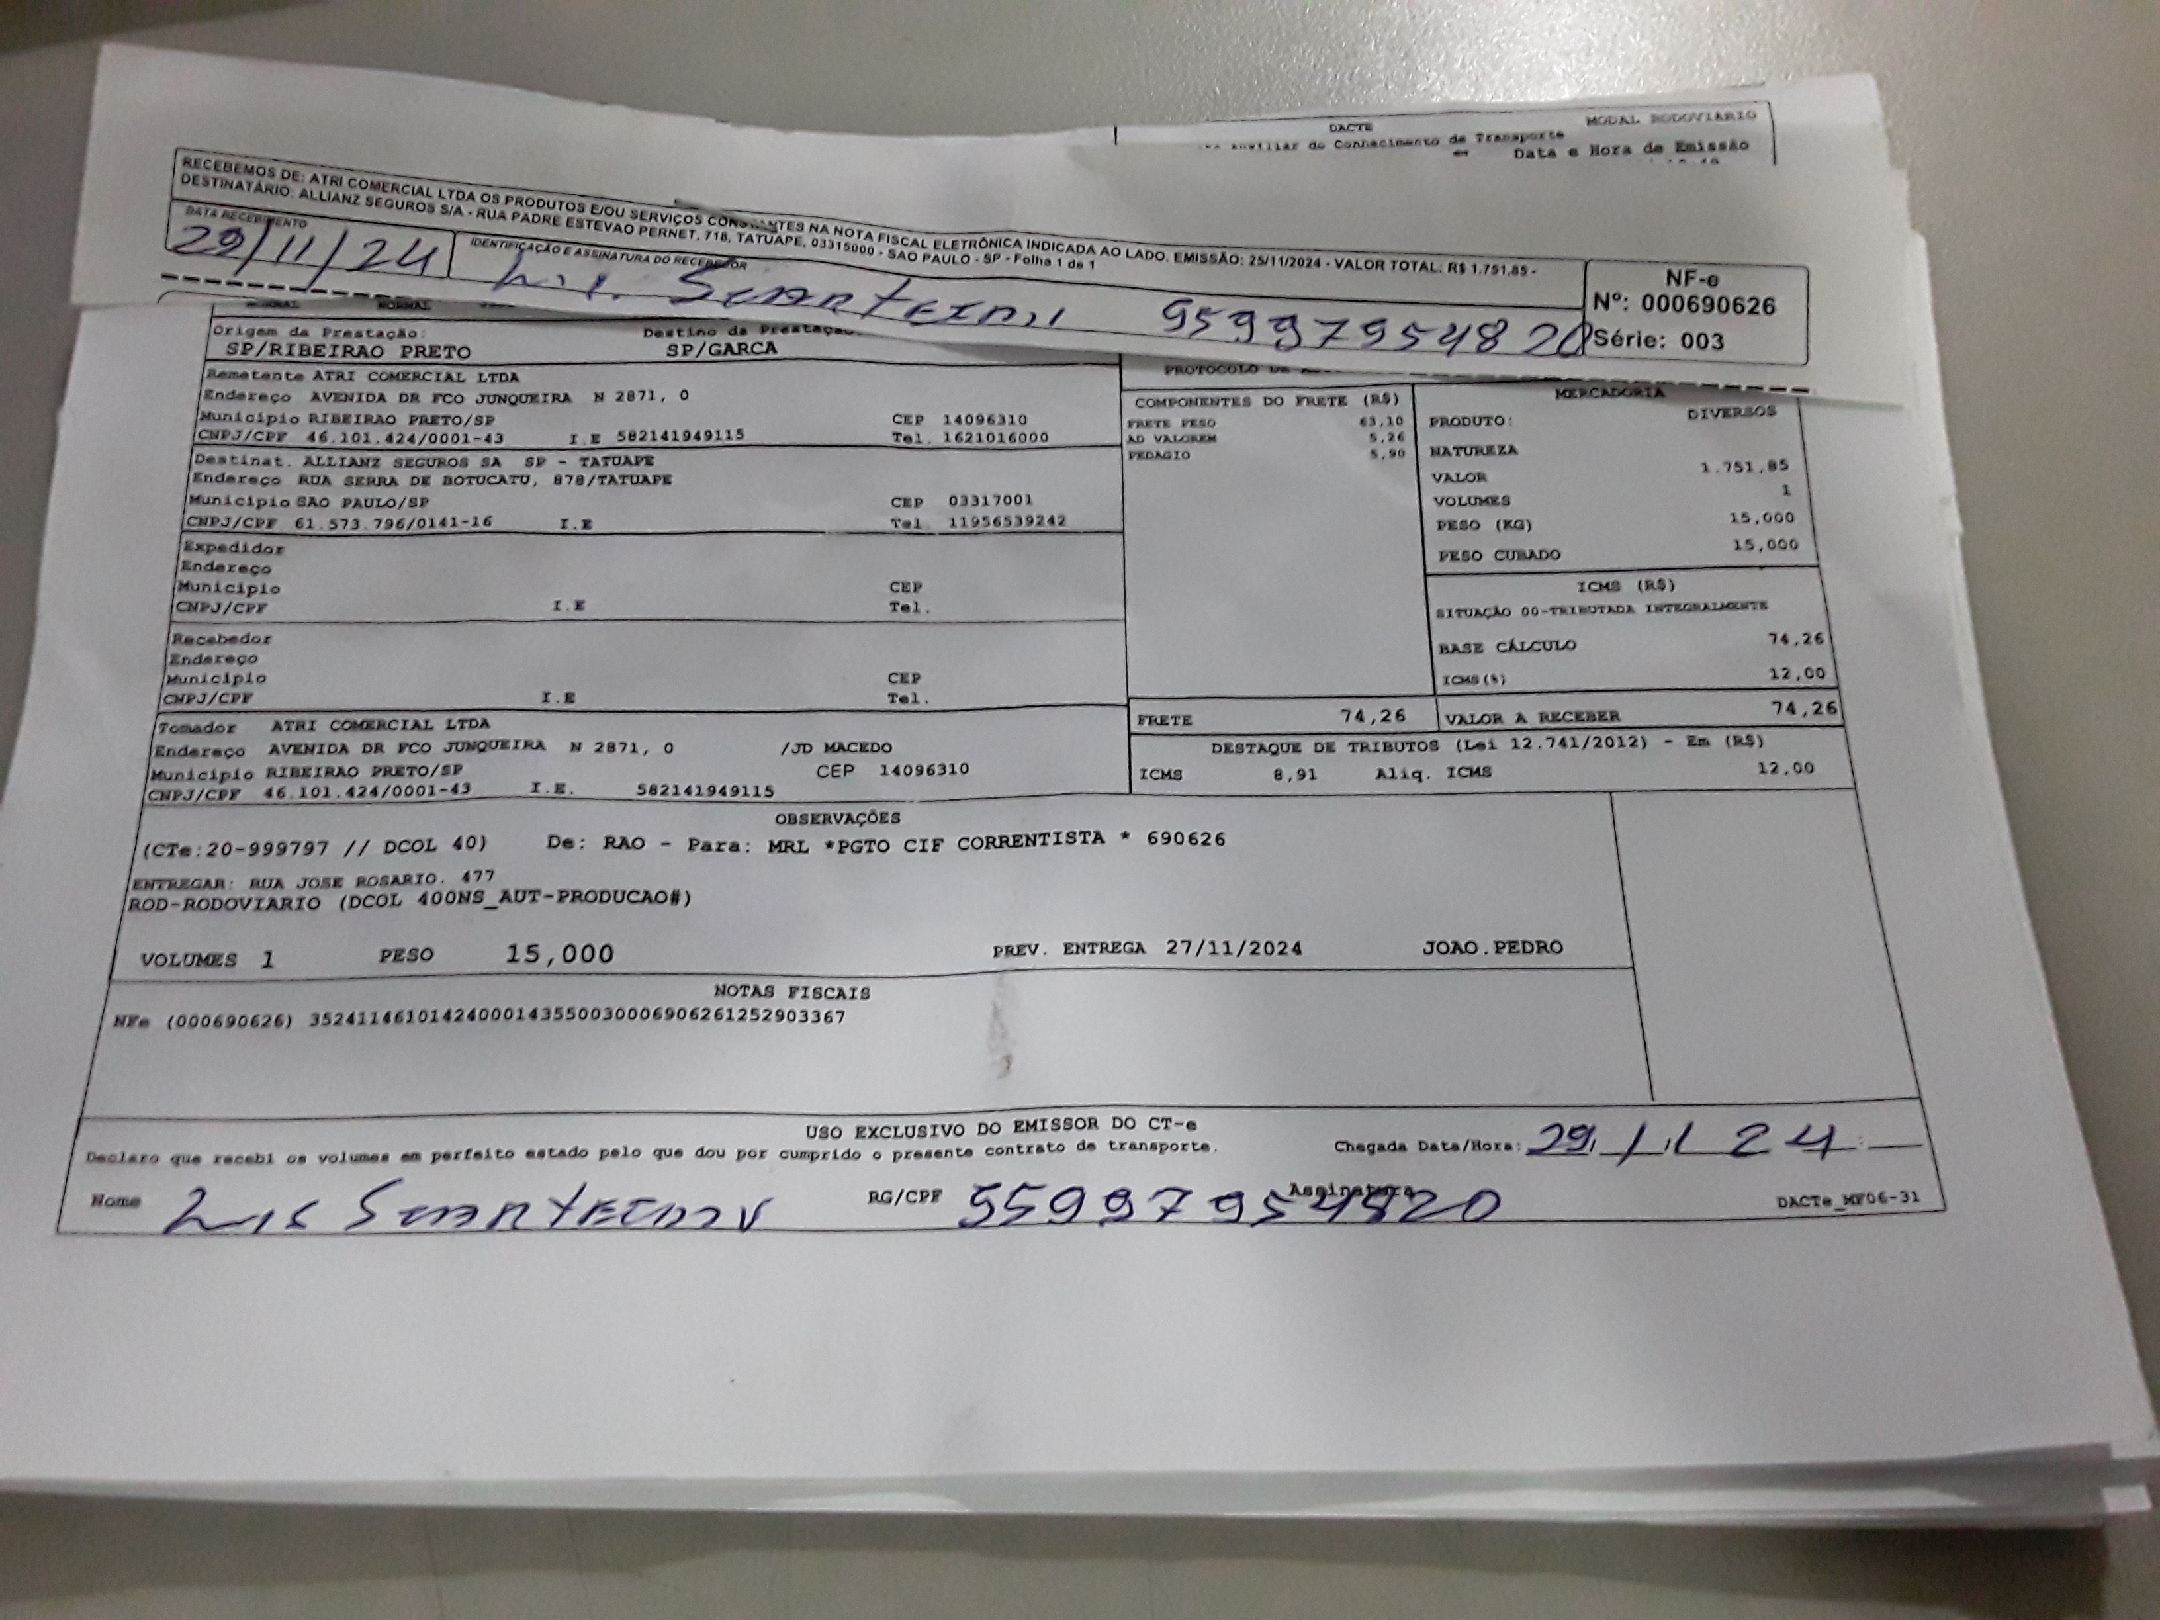 DACTE
MODAL RODOVIÁRIO
Auxiliar do Conhecimento de Transporte
Data e Hora de Emissão
RECEBEMOS DE: ATRI COMERCIAL LTDA OS PRODUTOS E/OU SERVIÇOS CONSTANTES NA NOTA FISCAL ELETRÔNICA INDICADA AO LADO. EMISSÃO: 25/11/2024 - VALOR TOTAL: R$ 1.751,85 -
DESTINATÁRIO: ALLIANZ SEGUROS S/A - RUA PADRE ESTEVAO PERNET, 718, TATUAPE, 03315000 - SAO PAULO - SP - Folha 1 de 1
DATA RECEBIMENTO
29/11/24
IDENTIFICAÇÃO E ASSINATURA DO RECEBEDOR
NF-e
Nº: 000690626
Série: 003
NORMAL NORMAL
Origem da Prestação: Destino da Prestação
SP/RIBEIRAO PRETO SP/GARCA
Remetente ATRI COMERCIAL LTDA
Endereço AVENIDA DR FCO JUNQUEIRA N 2871, 0
Município RIBEIRAO PRETO/SP CEP 14096310
CNPJ/CPF 46.101.424/0001-43 I.E 582141949115 Tel. 1621016000
Destinat. ALLIANZ SEGUROS SA SP - TATUAPE
Endereço RUA SERRA DE BOTUCATU, 878/TATUAPE
Município SAO PAULO/SP CEP 03317001
CNPJ/CPF 61.573.796/0141-16 I.E Tel. 11956539242
Expedidor
Endereço
Município CEP
CNPJ/CPF I.E Tel.
Recebedor
Endereço
Município CEP
CNPJ/CPF I.E Tel.
Tomador ATRI COMERCIAL LTDA
Endereço AVENIDA DR FCO JUNQUEIRA N 2871, 0 /JD MACEDO
Município RIBEIRAO PRETO/SP CEP 14096310
CNPJ/CPF 46.101.424/0001-43 I.E. 582141949115
PROTOCOLO DE
COMPONENTES DO FRETE (R$)
FRETE PESO 63,10
AD VALOREM 5,26
PEDAGIO 5,90
MERCADORIA
PRODUTO: DIVERSOS
NATUREZA
VALOR 1.751,85
VOLUMES 1
PESO (KG) 15,000
PESO CUBADO 15,000
ICMS (R$)
SITUAÇÃO 00-TRIBUTADA INTEGRALMENTE
BASE CÁLCULO 74,26
ICMS(%) 12,00
FRETE 74,26 VALOR A RECEBER 74,26
DESTAQUE DE TRIBUTOS (Lei 12.741/2012) - Em (R$)
ICMS 8,91 Aliq. ICMS 12,00
OBSERVAÇÕES
(CTe:20-999797 // DCOL 40) De: RAO - Para: MRL *PGTO CIF CORRENTISTA * 690626
ENTREGAR: RUA JOSE ROSARIO. 477
ROD-RODOVIARIO (DCOL 400NS_AUT-PRODUCAO#)
VOLUMES 1 PESO 15,000 PREV. ENTREGA 27/11/2024 JOAO.PEDRO
NOTAS FISCAIS
NFe (000690626) 35241146101424000143550030006906261252903367
USO EXCLUSIVO DO EMISSOR DO CT-e
Declaro que recebi os volumes em perfeito estado pelo que dou por cumprido o presente contrato de transporte.
Chegada Data/Hora: 29/11/24
Nome RG/CPF Assinatura
DACTe_MF06-31